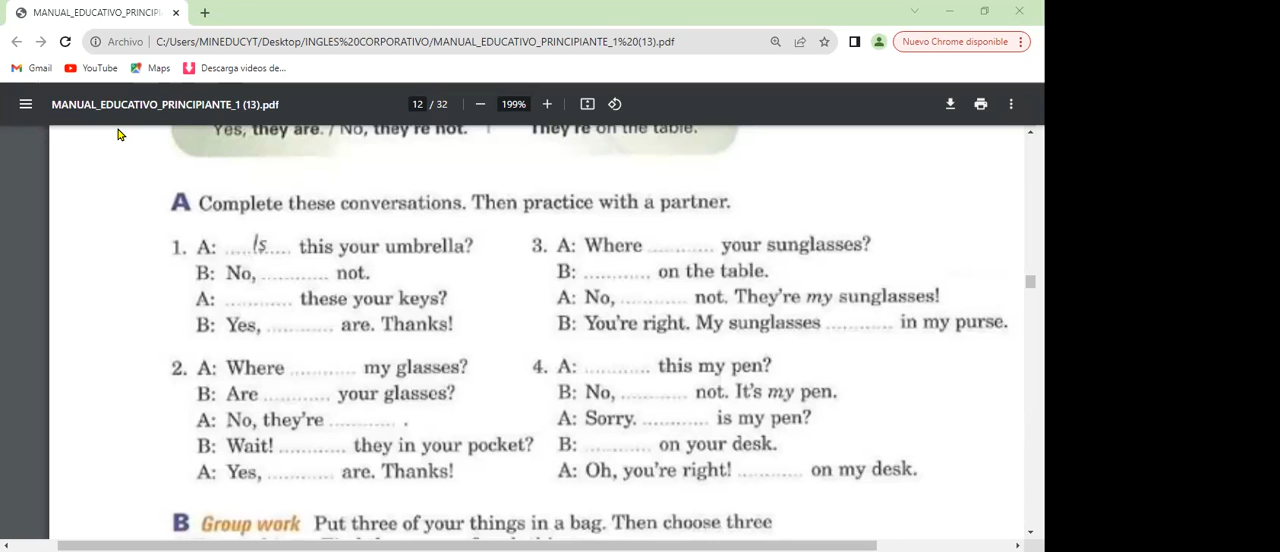 MANUAL_EDUCATIVO_PRINCIPI
Archivo C:/Users/MINEDUCYT/Desktop/INGLES%20CORPORATIVO/MANUAL_EDUCATIVO_PRINCIPIANTE_1%20(13).pdf Nuevo Chrome disponible
Gmail YouTube Maps Descarga videos de...
MANUAL_EDUCATIVO_PRINCIPIANTE_1 (13).pdf 12 / 32 199%
Yes, they are. / No, they're not. They're on the table.
A Complete these conversations. Then practice with a partner.
1. A: .....Is..... this your umbrella?
B: No, ............ not.
A: ............ these your keys?
B: Yes, ............ are. Thanks!
2. A: Where ............ my glasses?
B: Are ............ your glasses?
A: No, they're ............ .
B: Wait! ............ they in your pocket?
A: Yes, ............ are. Thanks!
3. A: Where ............ your sunglasses?
B: ............ on the table.
A: No, ............ not. They're my sunglasses!
B: You're right. My sunglasses ............ in my purse.
4. A: ............ this my pen?
B: No, ............ not. It's my pen.
A: Sorry. ............ is my pen?
B: ............ on your desk.
A: Oh, you're right! ............ on my desk.
B Group work Put three of your things in a bag. Then choose three